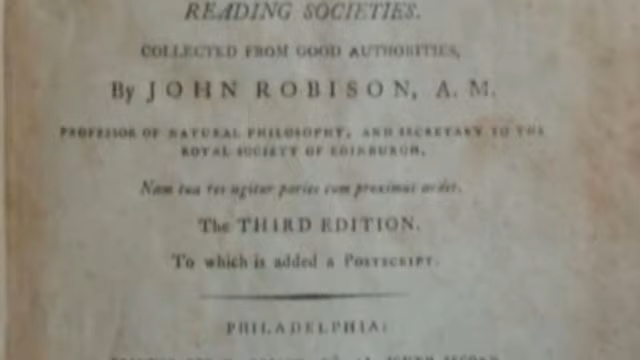 READING SOCIETIES.
COLLECTED FROM GOOD AUTHORITIES,
By JOHN ROBISON, A. M.
PROFESSOR OF NATURAL PHILOSOPHY, AND SECRETARY TO THE
ROYAL SOCIETY OF EDINBURGH.
Nam tua res agitur paries cum proximus ardet.
The THIRD EDITION.
To which is added a POSTSCRIPT.
PHILADELPHIA: